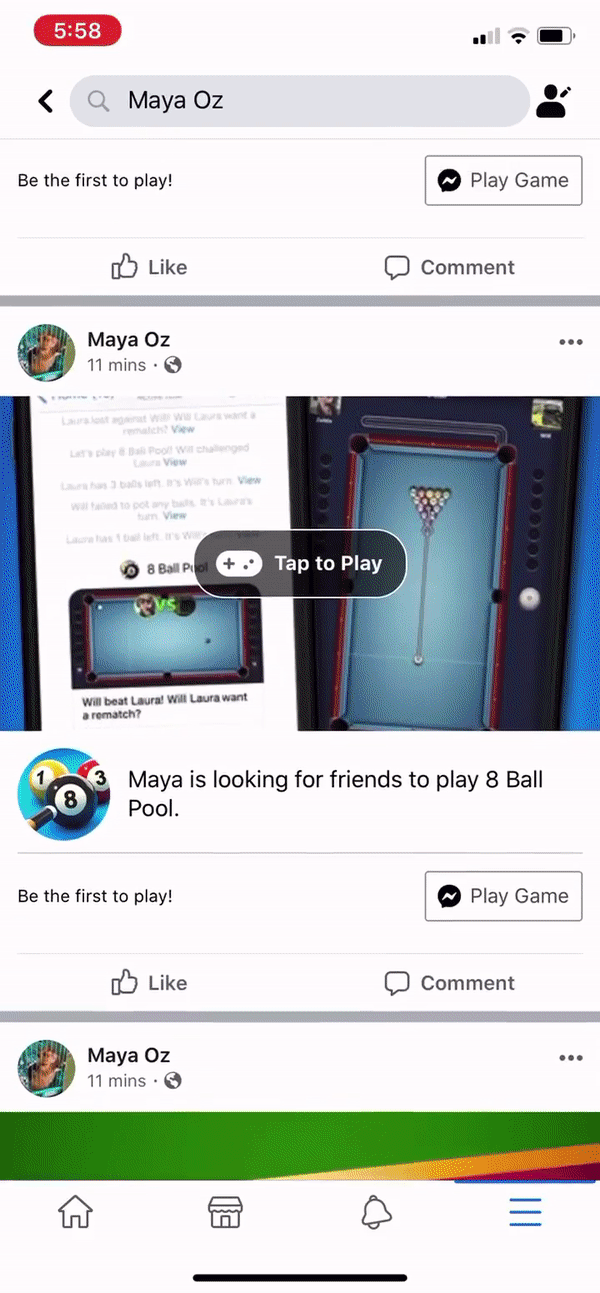 5:58
Maya Oz
Be the first to play!
Play Game
Like
Comment
Maya Oz
11 mins ·
Laura lost against Will! Will Laura want a
rematch? View
Let's play 8 Ball Pool! Will challenged
Laura View
Laura has 3 balls left. It's Will's turn. View
Will failed to pot any balls. It's Laura's
turn. View
Laura has 1 ball left. It's Will's
8 Ball Pool
VS
Tap to Play
Will beat Laura! Will Laura want
a rematch?
1
8
3
Maya is looking for friends to play 8 Ball
Pool.
Be the first to play!
Play Game
Like
Comment
Maya Oz
11 mins ·